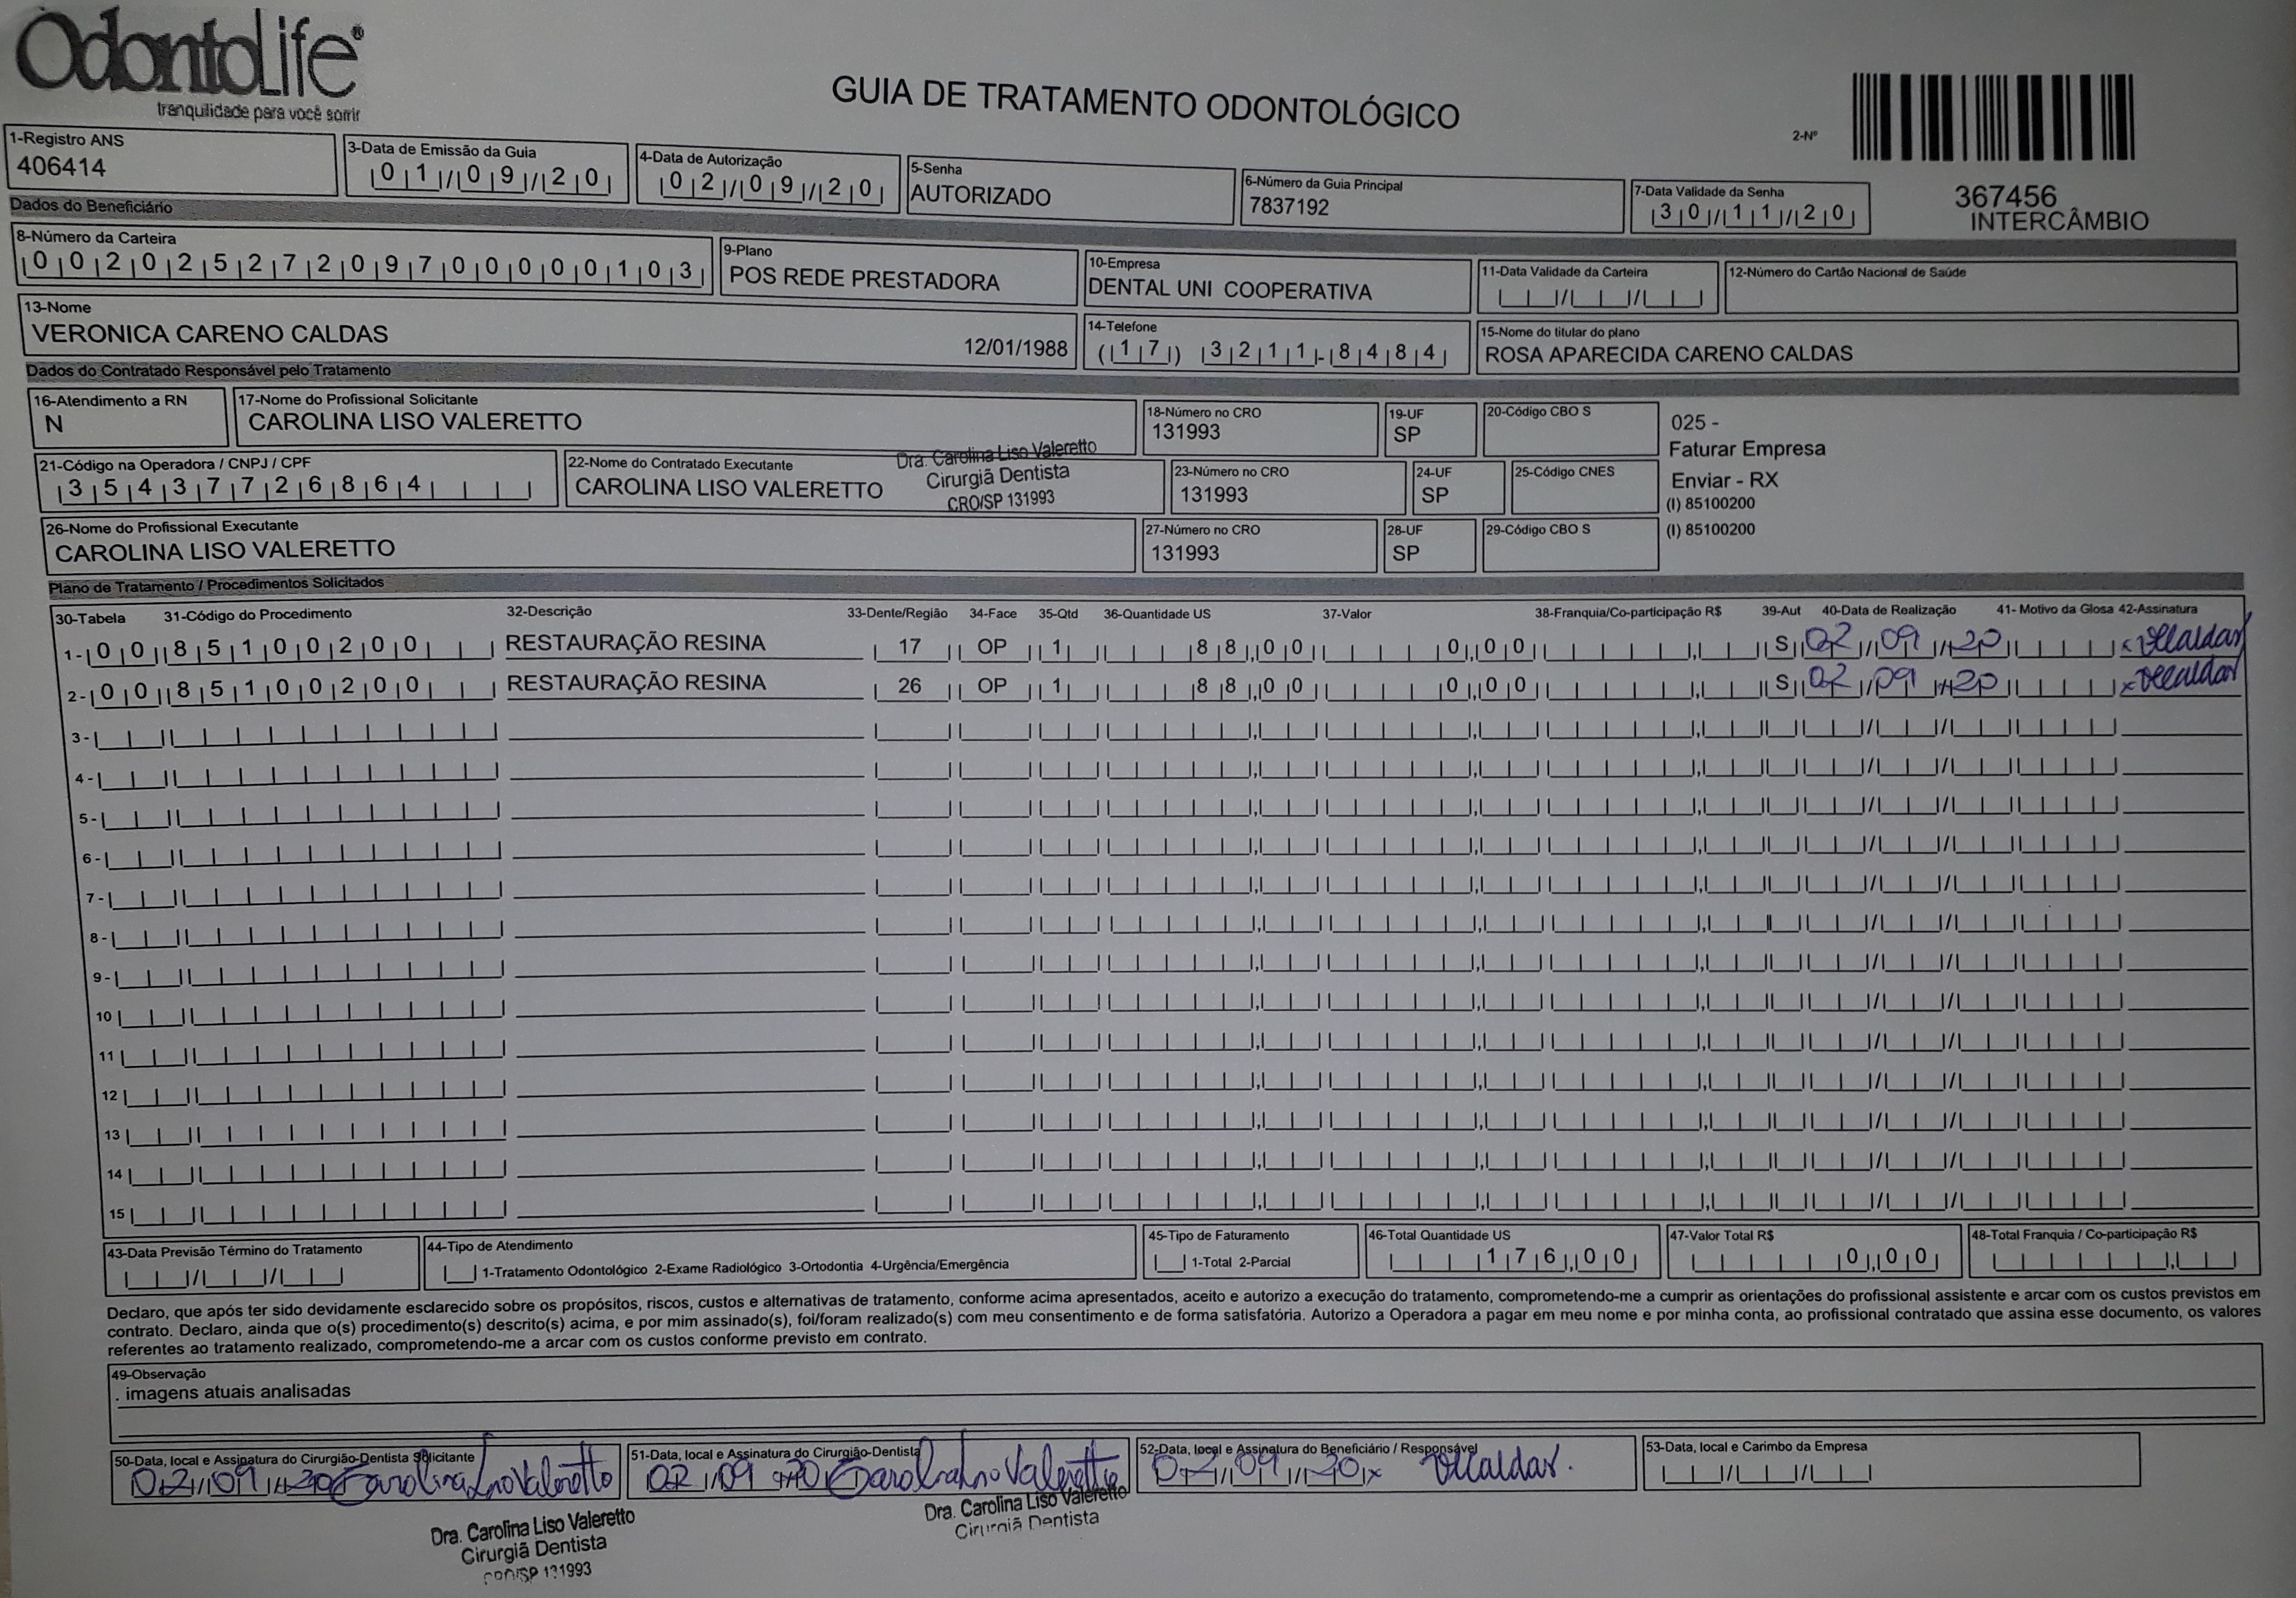 OdontoLife®
tranquilidade para você sorrir
GUIA DE TRATAMENTO ODONTOLÓGICO
2-Nº
367456
INTERCÂMBIO
1-Registro ANS
406414
3-Data de Emissão da Guia
01/09/20
4-Data de Autorização
02/09/20
5-Senha
AUTORIZADO
6-Número da Guia Principal
7837192
7-Data Validade da Senha
30/11/20
Dados do Beneficiário
8-Número da Carteira
00202527209700000103
9-Plano
POS REDE PRESTADORA
10-Empresa
DENTAL UNI COOPERATIVA
11-Data Validade da Carteira
12-Número do Cartão Nacional de Saúde
13-Nome
VERONICA CARENO CALDAS 12/01/1988
14-Telefone
(17) 3211-8484
15-Nome do titular do plano
ROSA APARECIDA CARENO CALDAS
Dados do Contratado Responsável pelo Tratamento
16-Atendimento a RN
N
17-Nome do Profissional Solicitante
CAROLINA LISO VALERETTO
18-Número no CRO
131993
19-UF
SP
20-Código CBO S
025 -
Faturar Empresa
Enviar - RX
(I) 85100200
(I) 85100200
21-Código na Operadora / CNPJ / CPF
35437726864
22-Nome do Contratado Executante
CAROLINA LISO VALERETTO
Dra. Carolina Liso Valeretto
Cirurgiã Dentista
CRO/SP 131993
23-Número no CRO
131993
24-UF
SP
25-Código CNES
26-Nome do Profissional Executante
CAROLINA LISO VALERETTO
27-Número no CRO
131993
28-UF
SP
29-Código CBO S
Plano de Tratamento / Procedimentos Solicitados
30-Tabela 31-Código do Procedimento 32-Descrição 33-Dente/Região 34-Face 35-Qtd 36-Quantidade US 37-Valor 38-Franquia/Co-participação R$ 39-Aut 40-Data de Realização 41- Motivo da Glosa 42-Assinatura
1- 00 85100200 RESTAURAÇÃO RESINA 17 OP 1 88,00 0,00 S 02/09/20 x
2- 00 85100200 RESTAURAÇÃO RESINA 26 OP 1 88,00 0,00 S 02/09/20 x
3-
4-
5-
6-
7-
8-
9-
10
11
12
13
14
15
43-Data Previsão Término do Tratamento
44-Tipo de Atendimento
1-Tratamento Odontológico 2-Exame Radiológico 3-Ortodontia 4-Urgência/Emergência
45-Tipo de Faturamento
1-Total 2-Parcial
46-Total Quantidade US
176,00
47-Valor Total R$
0,00
48-Total Franquia / Co-participação R$
Declaro, que após ter sido devidamente esclarecido sobre os propósitos, riscos, custos e alternativas de tratamento, conforme acima apresentados, aceito e autorizo a execução do tratamento, comprometendo-me a cumprir as orientações do profissional assistente e arcar com os custos previstos em
contrato. Declaro, ainda que o(s) procedimento(s) descrito(s) acima, e por mim assinado(s), foi/foram realizado(s) com meu consentimento e de forma satisfatória. Autorizo a Operadora a pagar em meu nome e por minha conta, ao profissional contratado que assina esse documento, os valores
referentes ao tratamento realizado, comprometendo-me a arcar com os custos conforme previsto em contrato.
49-Observação
. imagens atuais analisadas
50-Data, local e Assinatura do Cirurgião-Dentista Solicitante
02/09/20 Carolina Liso Valeretto
51-Data, local e Assinatura do Cirurgião-Dentista
02/09/20 Carolina Liso Valeretto
52-Data, local e Assinatura do Beneficiário / Responsável
02/09/20 x
53-Data, local e Carimbo da Empresa
Dra. Carolina Liso Valeretto
Cirurgiã Dentista
CRO/SP 131993
Dra. Carolina Liso Valeretto
Cirurgiã Dentista